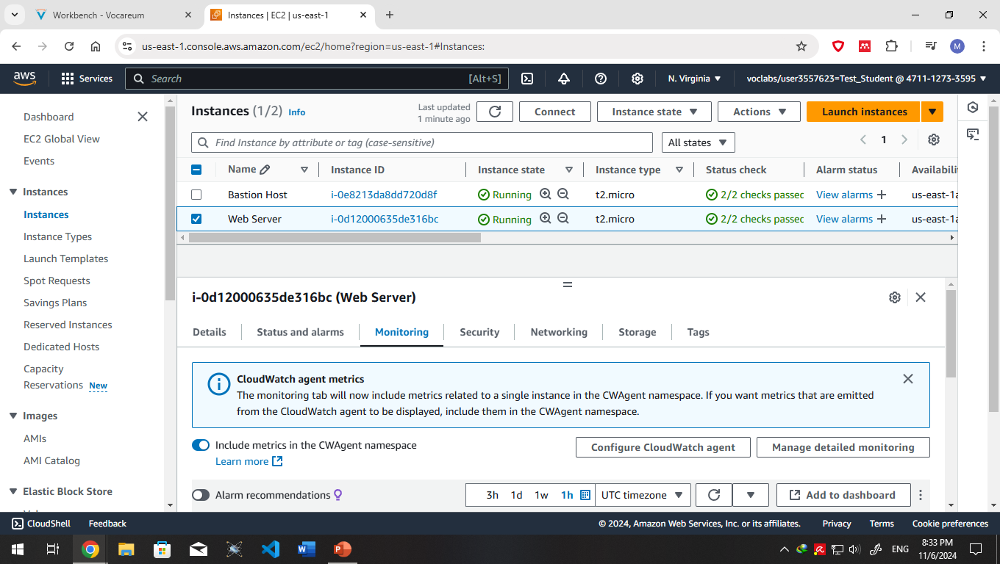 Workbench - Vocareum
Instances | EC2 | us-east-1
us-east-1.console.aws.amazon.com/ec2/home?region=us-east-1#Instances:
M
aws
Services
Search
[Alt+S]
N. Virginia
voclabs/user3557623=Test_Student @ 4711-1273-3595
Dashboard
EC2 Global View
Events
Instances
Instances
Instance Types
Launch Templates
Spot Requests
Savings Plans
Reserved Instances
Dedicated Hosts
Capacity
Reservations New
Images
AMIs
AMI Catalog
Elastic Block Store
Instances (1/2) Info
Last updated
1 minute ago
Connect
Instance state
Actions
Launch instances
Find Instance by attribute or tag (case-sensitive)
All states
1
Name Instance ID Instance state Instance type Status check Alarm status Availabili
Bastion Host i-0e8213da8dd720d8f Running t2.micro 2/2 checks passed View alarms us-east-1a
Web Server i-0d12000635de316bc Running t2.micro 2/2 checks passed View alarms us-east-1a
i-0d12000635de316bc (Web Server)
Details Status and alarms Monitoring Security Networking Storage Tags
CloudWatch agent metrics
The monitoring tab will now include metrics related to a single instance in the CWAgent namespace. If you want metrics that are emitted
from the CloudWatch agent to be displayed, include them in the CWAgent namespace.
Include metrics in the CWAgent namespace
Learn more
Configure CloudWatch agent
Manage detailed monitoring
Alarm recommendations
3h 1d 1w 1h UTC timezone
Add to dashboard
CloudShell Feedback
© 2024, Amazon Web Services, Inc. or its affiliates. Privacy Terms Cookie preferences
ENG
8:33 PM
11/6/2024